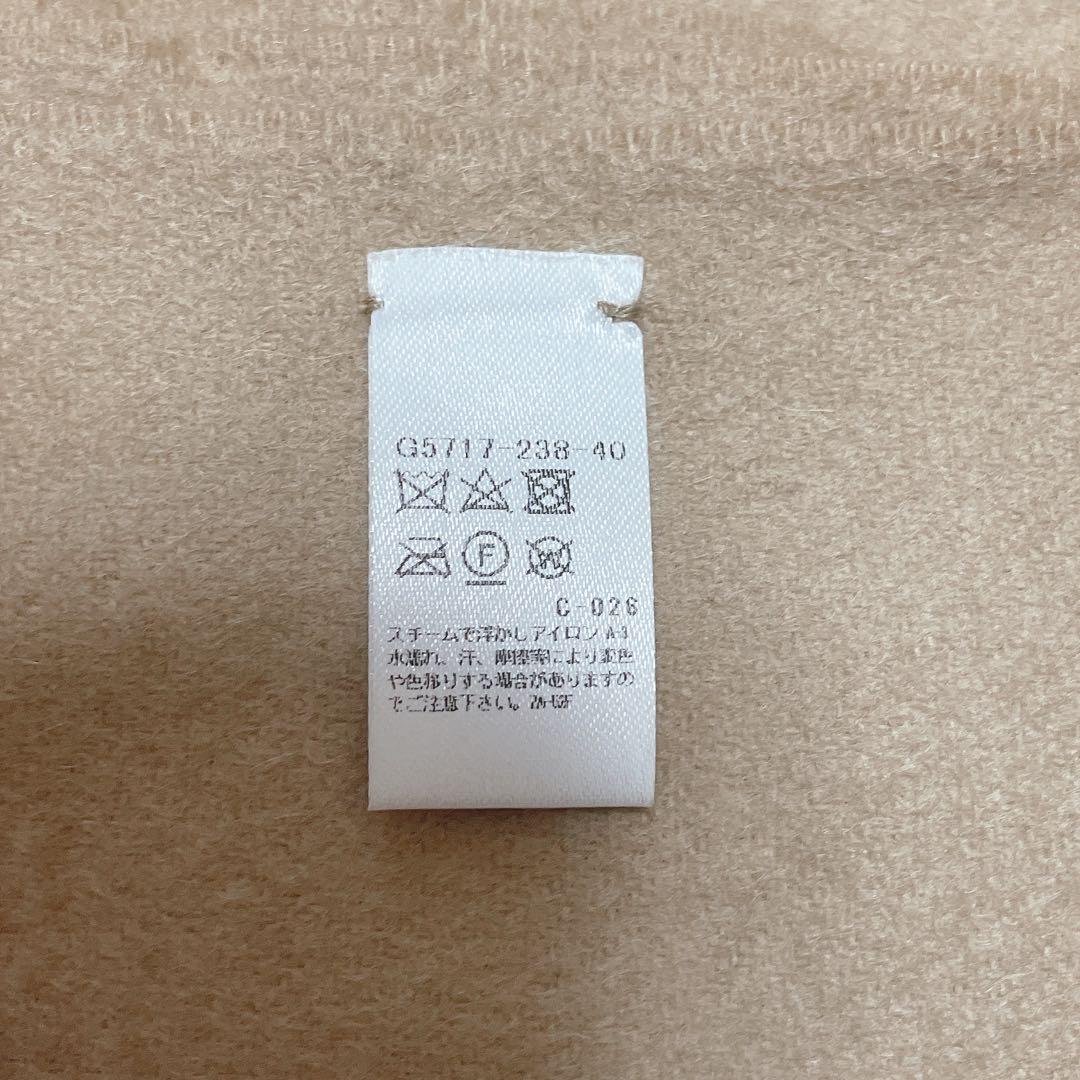 G5717-238-40
F
W
C-026
スチームで浮かしアイロン A-1
水濡れ、汗、摩擦等により変色
や色移りする場合がありますの
でご注意下さい。